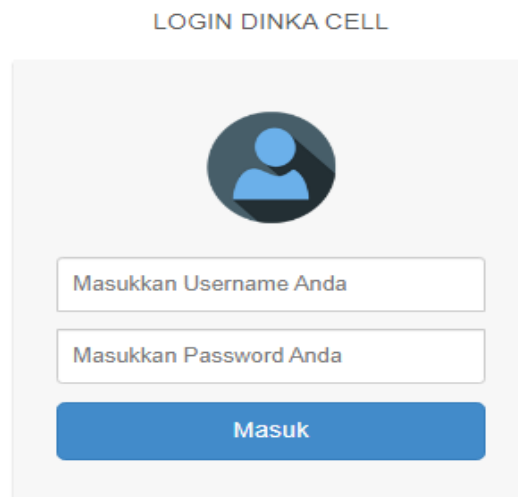 LOGIN DINKA CELL
Masukkan Username Anda
Masukkan Password Anda
Masuk